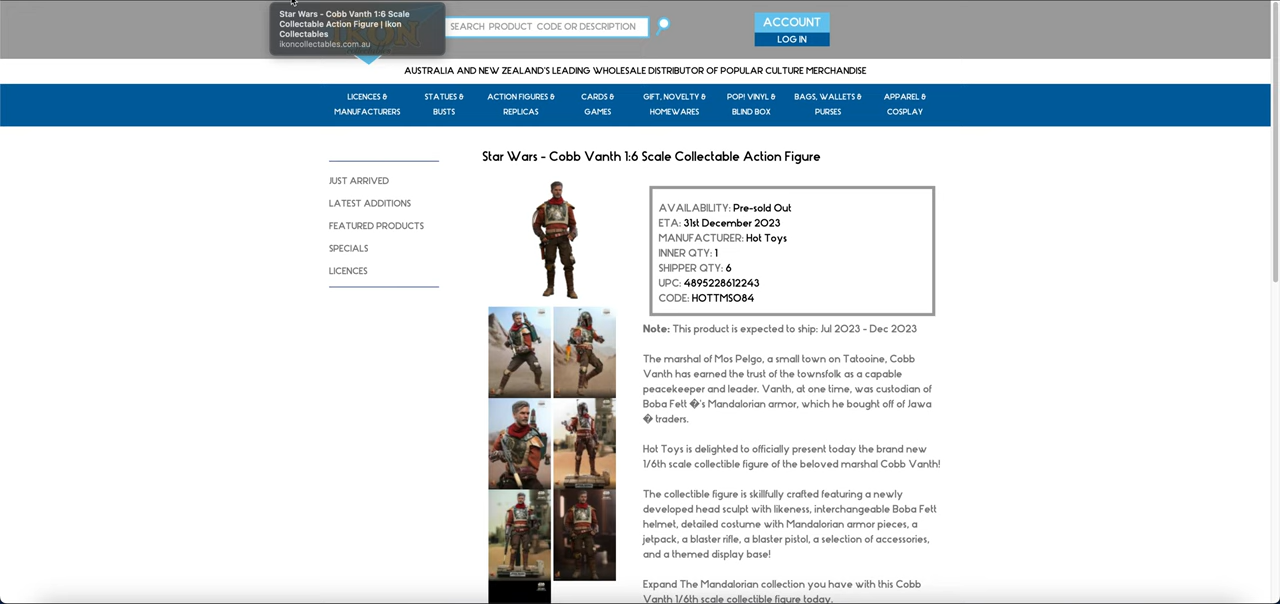 Star Wars - Cobb Vanth 1:6 Scale
Collectable Action Figure | Ikon
Collectables
ikoncollectables.com.au
IKON
SEARCH PRODUCT CODE OR DESCRIPTION
ACCOUNT
LOG IN
AUSTRALIA AND NEW ZEALAND'S LEADING WHOLESALE DISTRIBUTOR OF POPULAR CULTURE MERCHANDISE
LICENCES &
MANUFACTURERS
STATUES &
BUSTS
ACTION FIGURES &
REPLICAS
CARDS &
GAMES
GIFT, NOVELTY &
HOMEWARES
POP! VINYL &
BLIND BOX
BAGS, WALLETS &
PURSES
APPAREL &
COSPLAY
JUST ARRIVED
LATEST ADDITIONS
FEATURED PRODUCTS
SPECIALS
LICENCES
Star Wars - Cobb Vanth 1:6 Scale Collectable Action Figure
AVAILABILITY: Pre-sold Out
ETA: 31st December 2023
MANUFACTURER: Hot Toys
INNER QTY: 1
SHIPPER QTY: 6
UPC: 4895228612243
CODE: HOTTMS084
Note: This product is expected to ship: Jul 2023 - Dec 2023
The marshal of Mos Pelgo, a small town on Tatooine, Cobb
Vanth has earned the trust of the townsfolk as a capable
peacekeeper and leader. Vanth, at one time, was custodian of
Boba Fett �'s Mandalorian armor, which he bought off of Jawa
� traders.
Hot Toys is delighted to officially present today the brand new
1/6th scale collectible figure of the beloved marshal Cobb Vanth!
The collectible figure is skillfully crafted featuring a newly
developed head sculpt with likeness, interchangeable Boba Fett
helmet, detailed costume with Mandalorian armor pieces, a
jetpack, a blaster rifle, a blaster pistol, a selection of accessories,
and a themed display base!
Expand The Mandalorian collection you have with this Cobb
Vanth 1/6th scale collectible figure today.